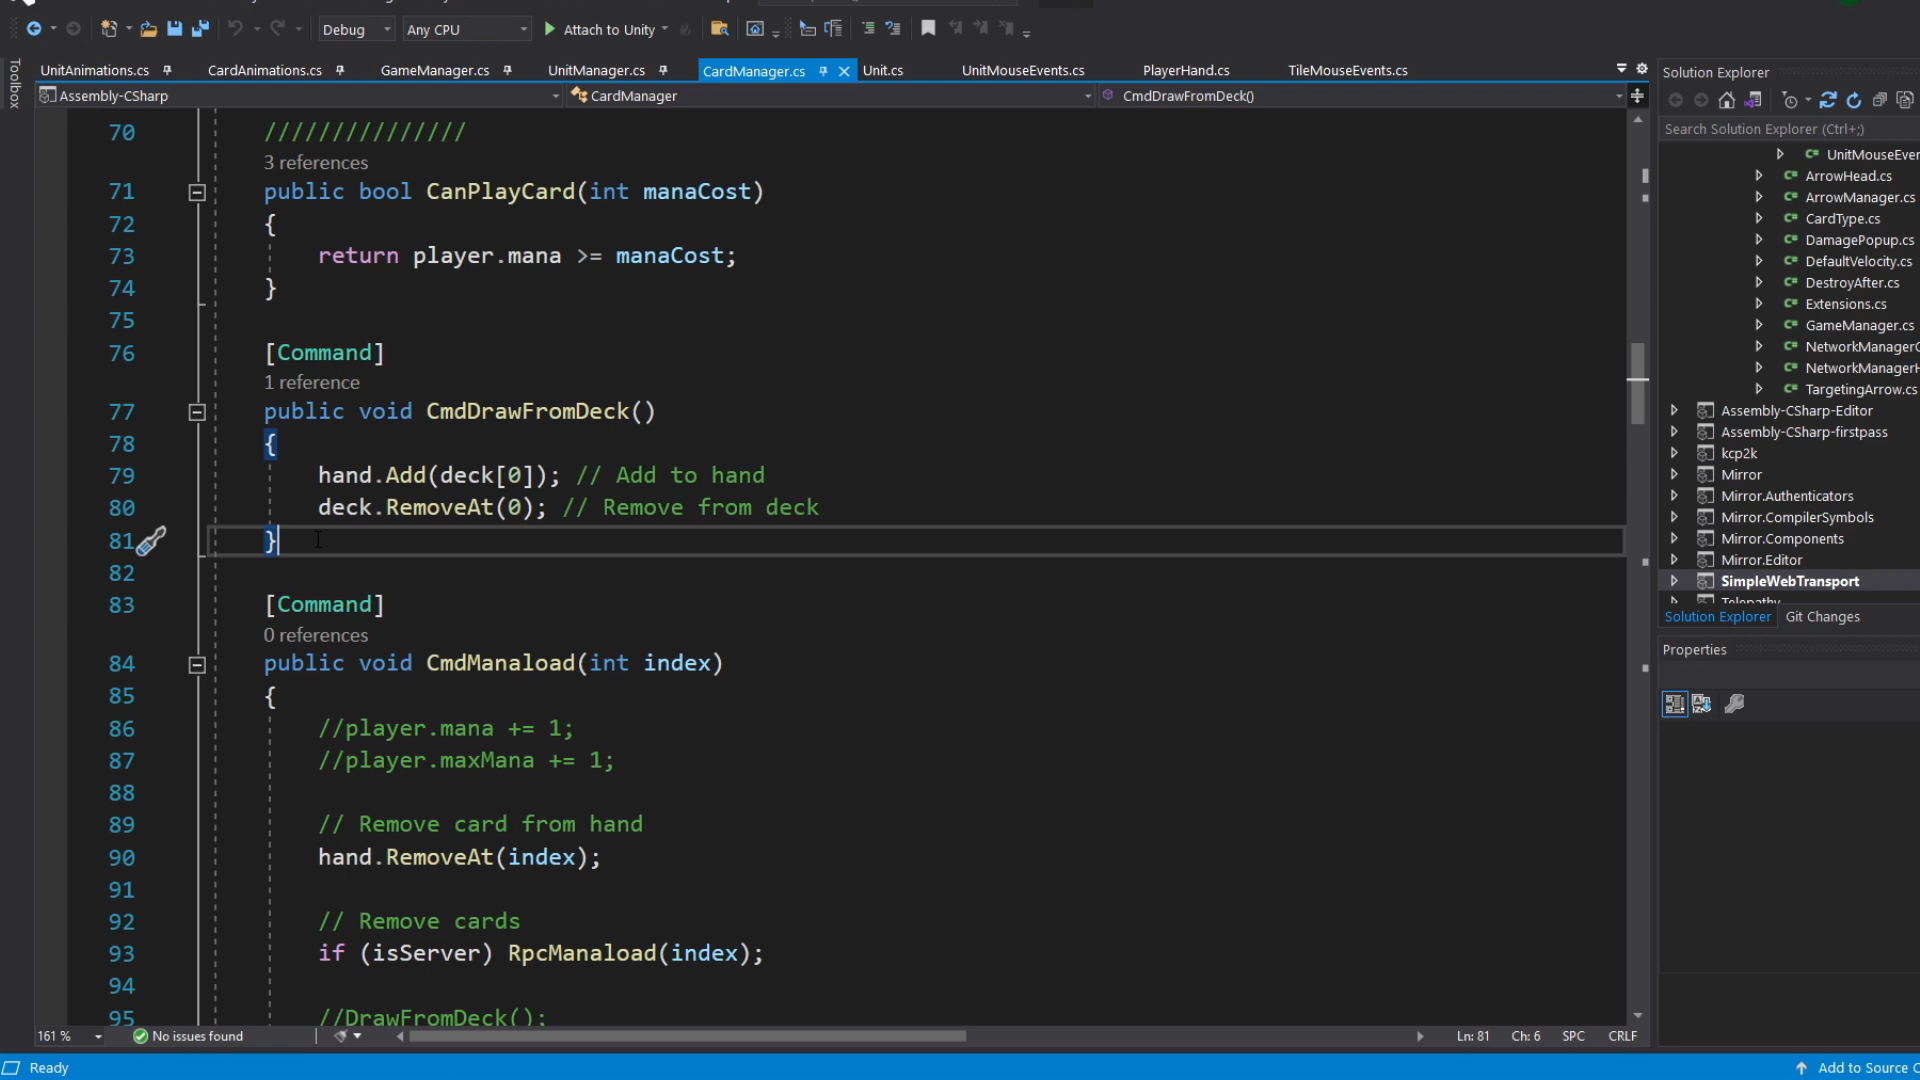 Debug
Any CPU
Attach to Unity
Toolbox
UnitAnimations.cs
CardAnimations.cs
GameManager.cs
UnitManager.cs
CardManager.cs
Unit.cs
UnitMouseEvents.cs
PlayerHand.cs
TileMouseEvents.cs
Assembly-CSharp
CardManager
CmdDrawFromDeck()
70 ///////////////
3 references
71 public bool CanPlayCard(int manaCost)
72 {
73 return player.mana >= manaCost;
74 }
75
76 [Command]
1 reference
77 public void CmdDrawFromDeck()
78 {
79 hand.Add(deck[0]); // Add to hand
80 deck.RemoveAt(0); // Remove from deck
81 }
82
83 [Command]
0 references
84 public void CmdManaload(int index)
85 {
86 //player.mana += 1;
87 //player.maxMana += 1;
88
89 // Remove card from hand
90 hand.RemoveAt(index);
91
92 // Remove cards
93 if (isServer) RpcManaload(index);
94
95 //DrawFromDeck();
161 %
No issues found
Ln: 81
Ch: 6
SPC
CRLF
Ready
Add to Source C
Solution Explorer
Search Solution Explorer (Ctrl+;)
C# UnitMouseEver
C# ArrowHead.cs
C# ArrowManager.cs
C# CardType.cs
C# DamagePopup.cs
C# DefaultVelocity.cs
C# DestroyAfter.cs
C# Extensions.cs
C# GameManager.cs
C# NetworkManagerC
C# NetworkManagerH
C# TargetingArrow.cs
Assembly-CSharp-Editor
Assembly-CSharp-firstpass
kcp2k
Mirror
Mirror.Authenticators
Mirror.CompilerSymbols
Mirror.Components
Mirror.Editor
SimpleWebTransport
Telepathy
Solution Explorer
Git Changes
Properties